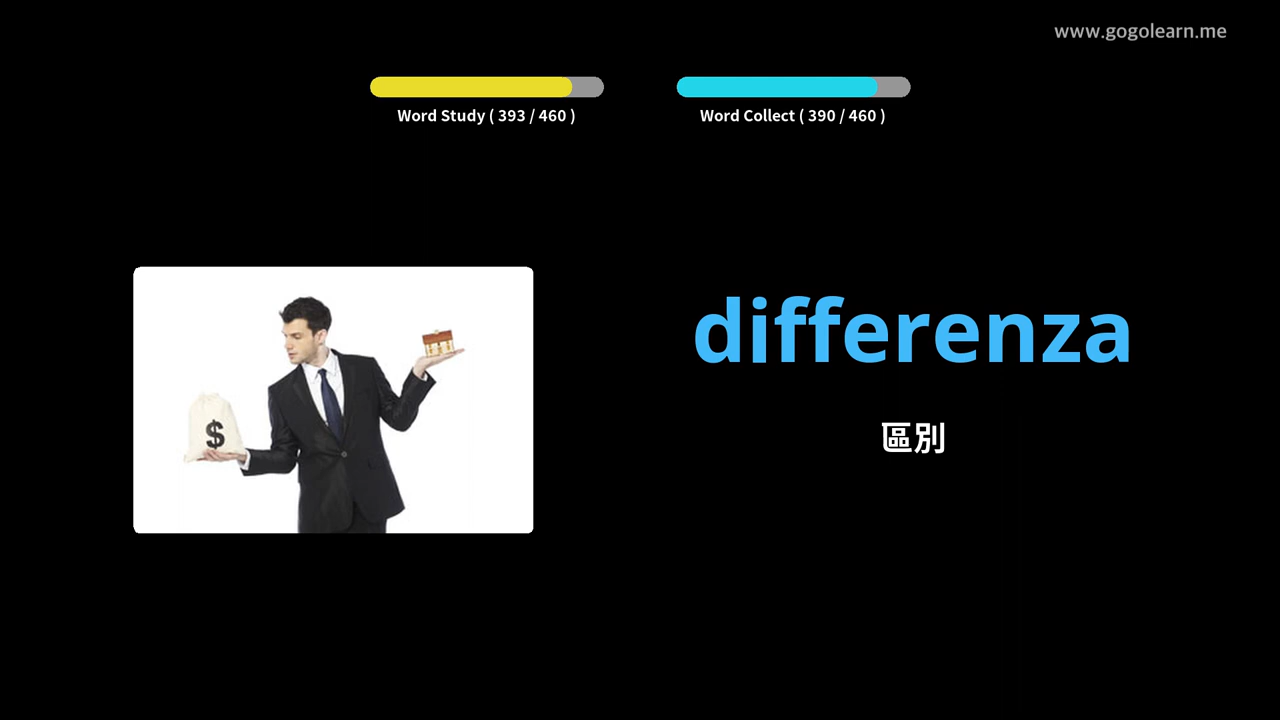 www.gogolearn.me
Word Study ( 393 / 460 )
Word Collect ( 390 / 460 )
differenza
區別
$